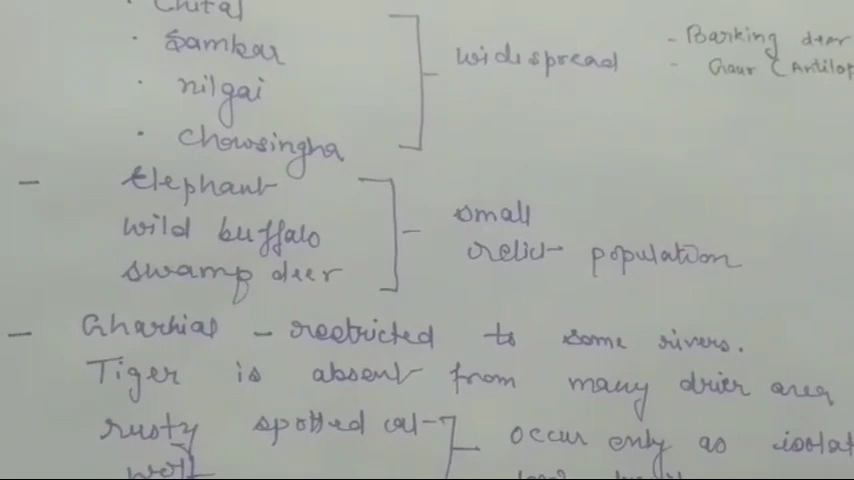 · Chital
· Sambar
· nilgai
· chowsingha
widespread
- Barking deer
- Gaur (Antilop
- Elephant
wild buffalo
swamp deer
small
relict population
- Gharial - restricted to some rivers.
Tiger is absent from many drier area
rusty spotted cat
wolf
occur only as isolat